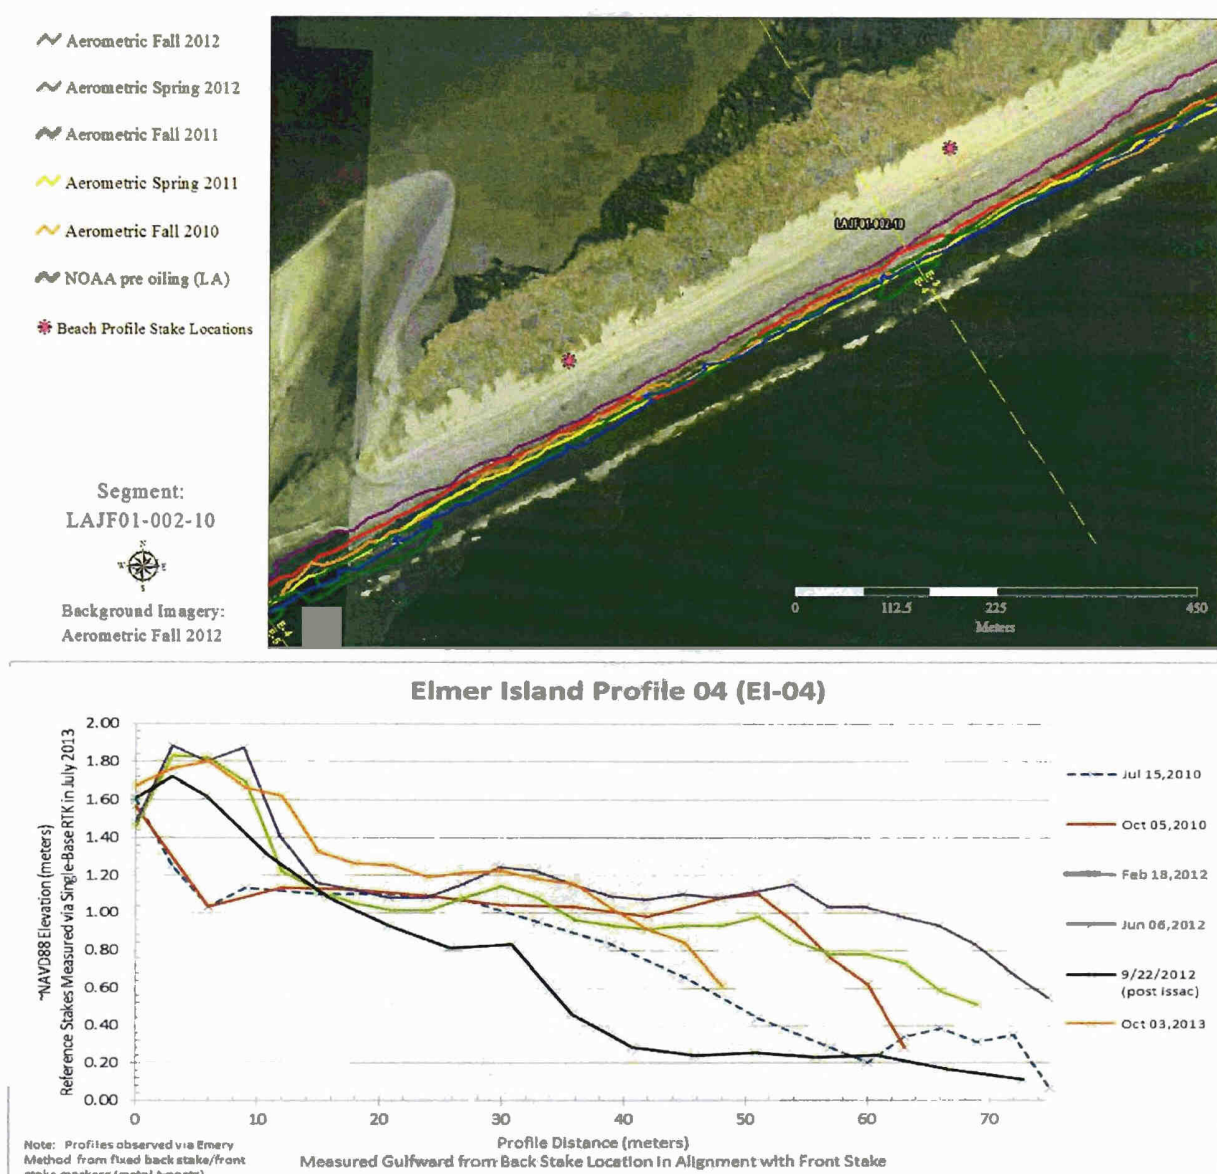 Aerometric Fall 2012
Aerometric Spring 2012
Aerometric Fall 2011
Aerometric Spring 2011
Aerometric Fall 2010
NOAA pre oiling (LA)
Beach Profile Stake Locations
Segment:
LAJF01-002-10
N
W E
S
Background Imagery:
Aerometric Fall 2012
LAJF01-002-10
0 112.5 225 450
Meters
Elmer Island Profile 04 (EI-04)
"NAVD88 Elevation (meters)
Reference Stakes Measured via Single-Base RTK in July 2013
2.00
1.80
1.60
1.40
1.20
1.00
0.80
0.60
0.40
0.20
0.00
0 10 20 30 40 50 60 70
Jul 15,2010
Oct 05,2010
Feb 18,2012
Jun 06,2012
9/22/2012
(post issac)
Oct 03,2013
Profile Distance (meters)
Measured Gulfward from Back Stake Location in Alignment with Front Stake
Note: Profiles observed via Emery
Method from fixed back stake/front